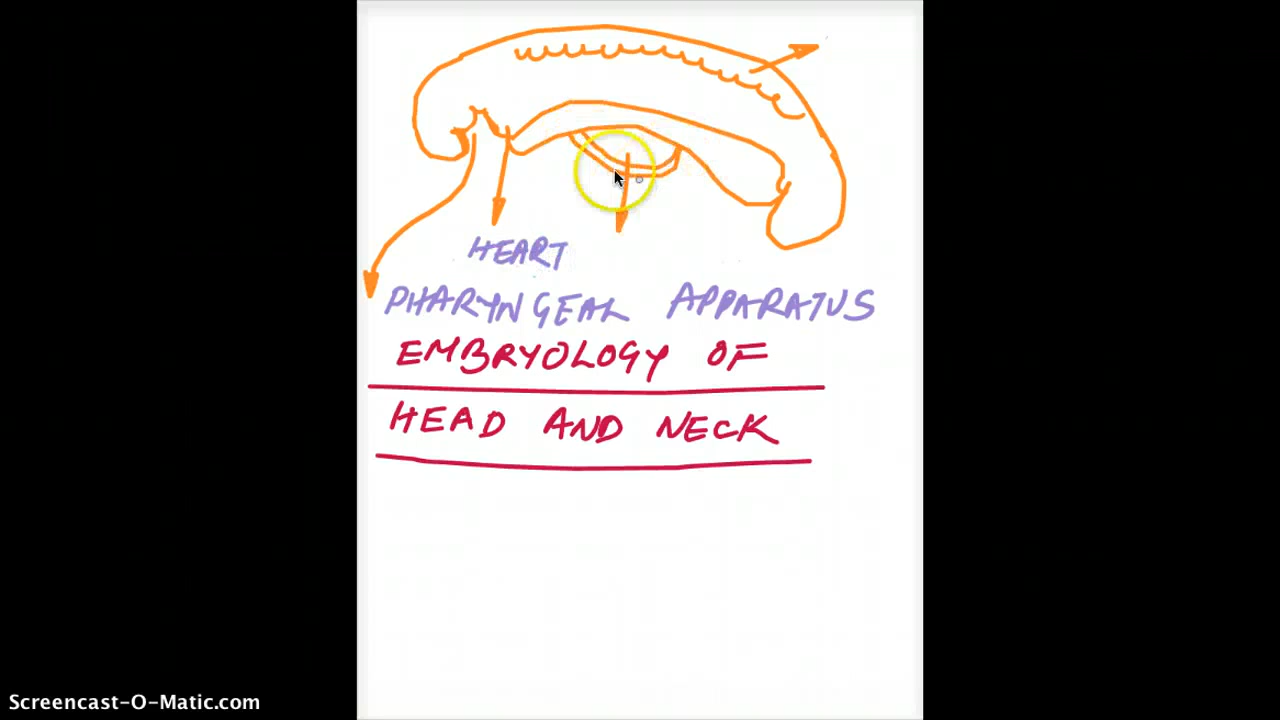 HEART
PHARYNGEAL APPARATUS
EMBRYOLOGY OF
HEAD AND NECK
Screencast-O-Matic.com